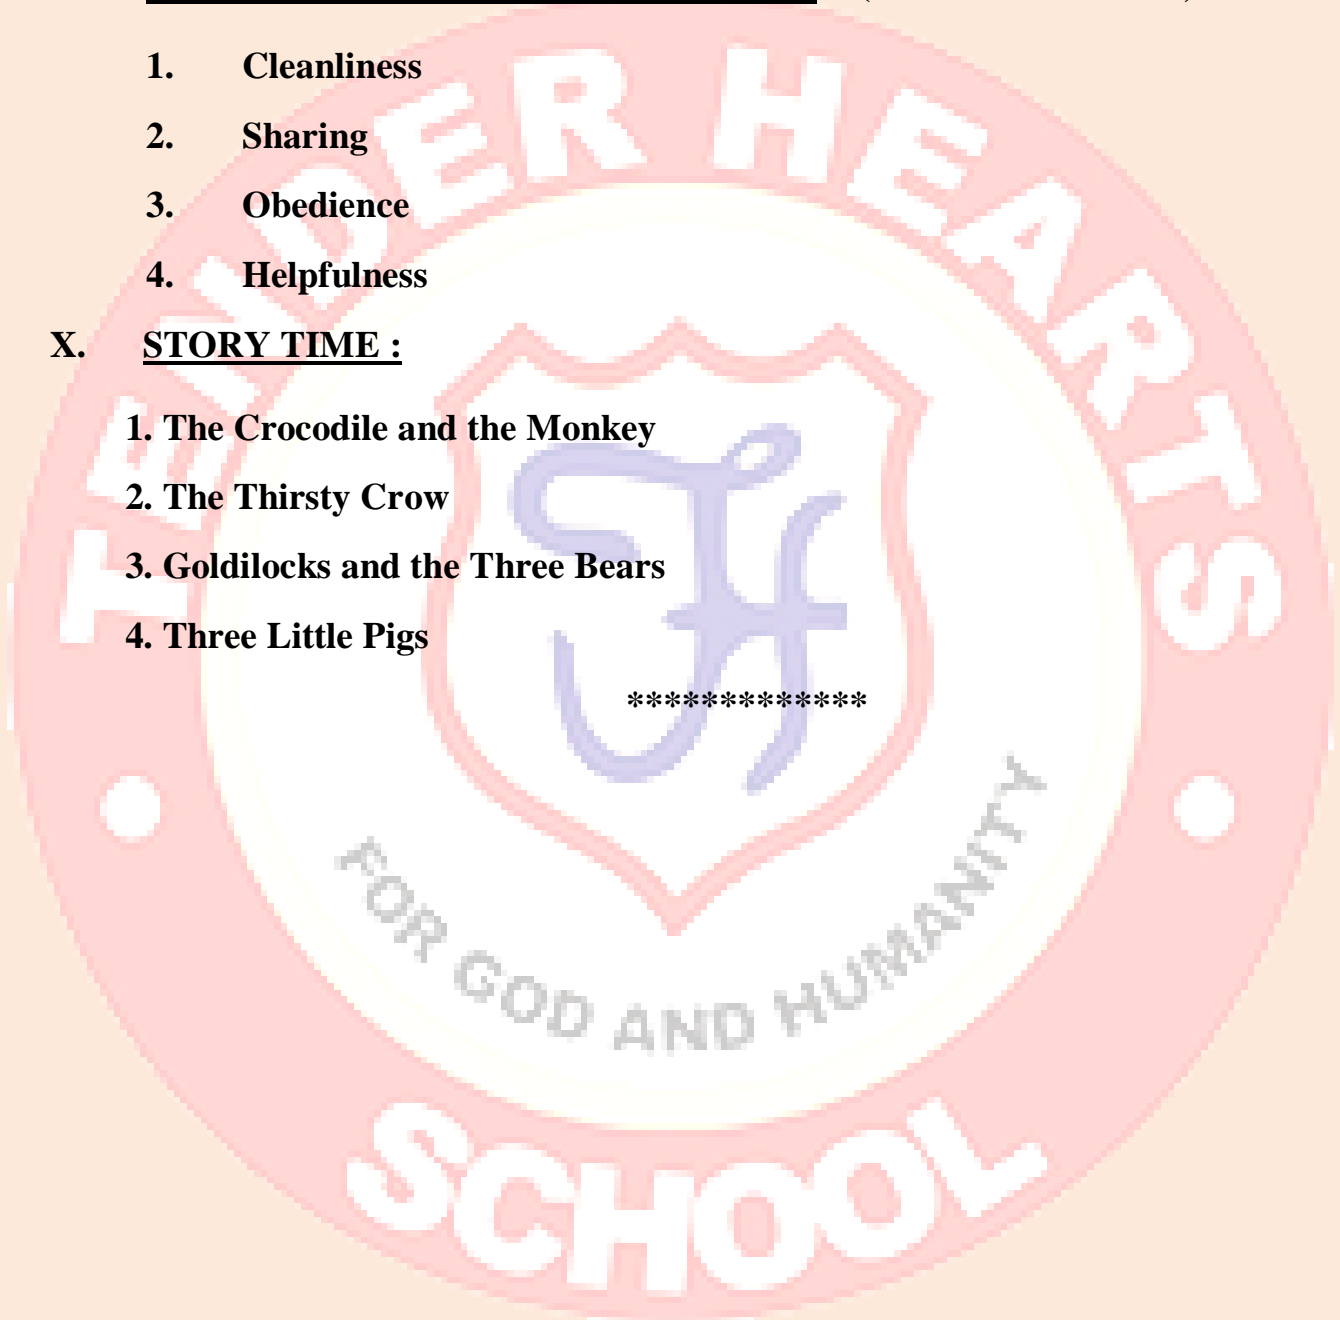 1. Cleanliness
2. Sharing
3. Obedience
4. Helpfulness
X. STORY TIME :
1. The Crocodile and the Monkey
2. The Thirsty Crow
3. Goldilocks and the Three Bears
4. Three Little Pigs
*************
TENDER HEARTS
FOR GOD AND HUMANITY
SCHOOL